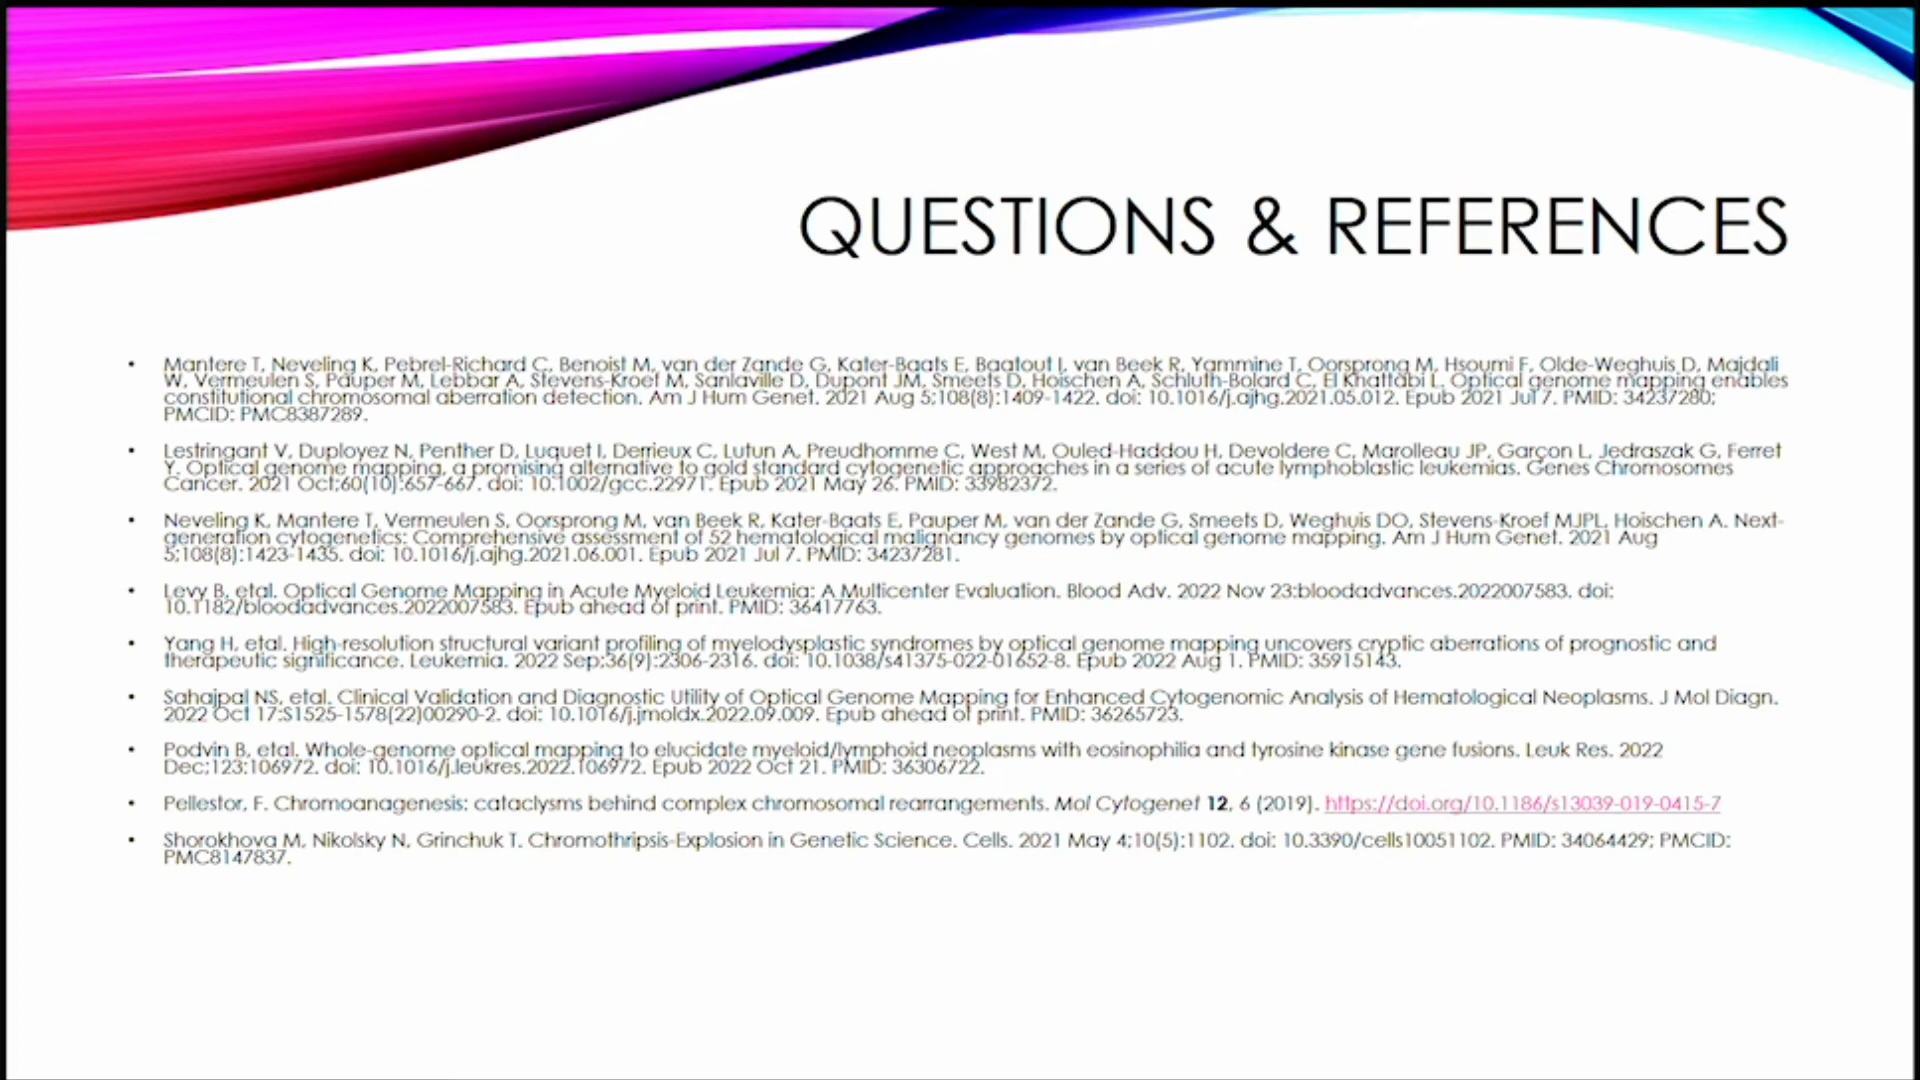 QUESTIONS & REFERENCES
• Mantere T, Neveling K, Pebrel-Richard C, Benoist M, van der Zande G, Kater-Baats E, Baatout I, van Beek R, Yammine T, Oorsprong M, Hsoumi F, Olde-Weghuis D, Majdali
W, Vermeulen S, Pauper M, Lebbar A, Stevens-Kroef M, Sanlaville D, Dupont JM, Smeets D, Hoischen A, Schluth-Bolard C, El Khattabi L. Optical genome mapping enables
constitutional chromosomal aberration detection. Am J Hum Genet. 2021 Aug 5;108(8):1409-1422. doi: 10.1016/j.ajhg.2021.05.012. Epub 2021 Jul 7. PMID: 34237280;
PMCID: PMC8387289.
• Lestringant V, Duployez N, Penther D, Luquet I, Derrieux C, Lutun A, Preudhomme C, West M, Ouled-Haddou H, Devoldere C, Marolleau JP, Garçon L, Jedraszak G, Ferret
Y. Optical genome mapping, a promising alternative to gold standard cytogenetic approaches in a series of acute lymphoblastic leukemias. Genes Chromosomes
Cancer. 2021 Oct;60(10):657-667. doi: 10.1002/gcc.22971. Epub 2021 May 26. PMID: 33982372.
• Neveling K, Mantere T, Vermeulen S, Oorsprong M, van Beek R, Kater-Baats E, Pauper M, van der Zande G, Smeets D, Weghuis DO, Stevens-Kroef MJPL, Hoischen A. Next-
generation cytogenetics: Comprehensive assessment of 52 hematological malignancy genomes by optical genome mapping. Am J Hum Genet. 2021 Aug
5;108(8):1423-1435. doi: 10.1016/j.ajhg.2021.06.001. Epub 2021 Jul 7. PMID: 34237281.
• Levy B, etal. Optical Genome Mapping in Acute Myeloid Leukemia: A Multicenter Evaluation. Blood Adv. 2022 Nov 23:bloodadvances.2022007583. doi:
10.1182/bloodadvances.2022007583. Epub ahead of print. PMID: 36417763.
• Yang H, etal. High-resolution structural variant profiling of myelodysplastic syndromes by optical genome mapping uncovers cryptic aberrations of prognostic and
therapeutic significance. Leukemia. 2022 Sep;36(9):2306-2316. doi: 10.1038/s41375-022-01652-8. Epub 2022 Aug 1. PMID: 35915143.
• Sahajpal NS, etal. Clinical Validation and Diagnostic Utility of Optical Genome Mapping for Enhanced Cytogenomic Analysis of Hematological Neoplasms. J Mol Diagn.
2022 Oct 17:S1525-1578(22)00290-2. doi: 10.1016/j.jmoldx.2022.09.009. Epub ahead of print. PMID: 36265723.
• Podvin B, etal. Whole-genome optical mapping to elucidate myeloid/lymphoid neoplasms with eosinophilia and tyrosine kinase gene fusions. Leuk Res. 2022
Dec;123:106972. doi: 10.1016/j.leukres.2022.106972. Epub 2022 Oct 21. PMID: 36306722.
• Pellestor, F. Chromoanagenesis: cataclysms behind complex chromosomal rearrangements. Mol Cytogenet 12, 6 (2019). https://doi.org/10.1186/s13039-019-0415-7
• Shorokhova M, Nikolsky N, Grinchuk T. Chromothripsis-Explosion in Genetic Science. Cells. 2021 May 4;10(5):1102. doi: 10.3390/cells10051102. PMID: 34064429; PMCID:
PMC8147837.